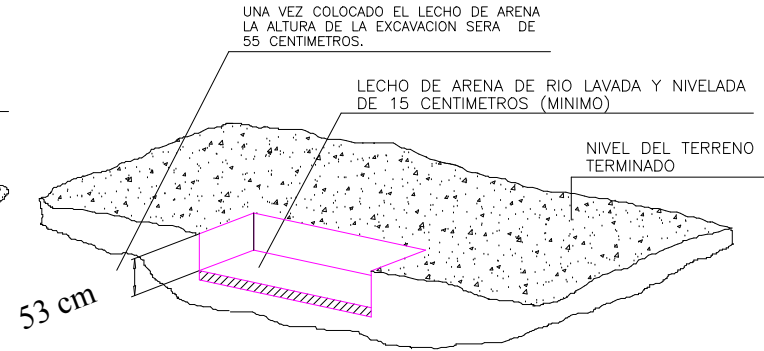 UNA VEZ COLOCADO EL LECHO DE ARENA
LA ALTURA DE LA EXCAVACION SERA DE
55 CENTIMETROS.
LECHO DE ARENA DE RIO LAVADA Y NIVELADA
DE 15 CENTIMETROS (MINIMO)
NIVEL DEL TERRENO
TERMINADO
53 cm